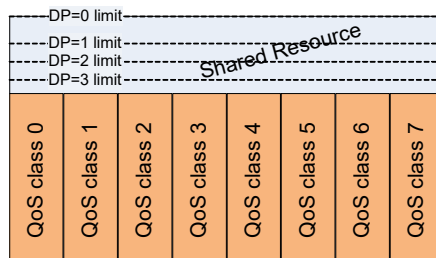 DP=0 limit
DP=1 limit
DP=2 limit
DP=3 limit
Shared Resource
QoS class 0
QoS class 1
QoS class 2
QoS class 3
QoS class 4
QoS class 5
QoS class 6
QoS class 7